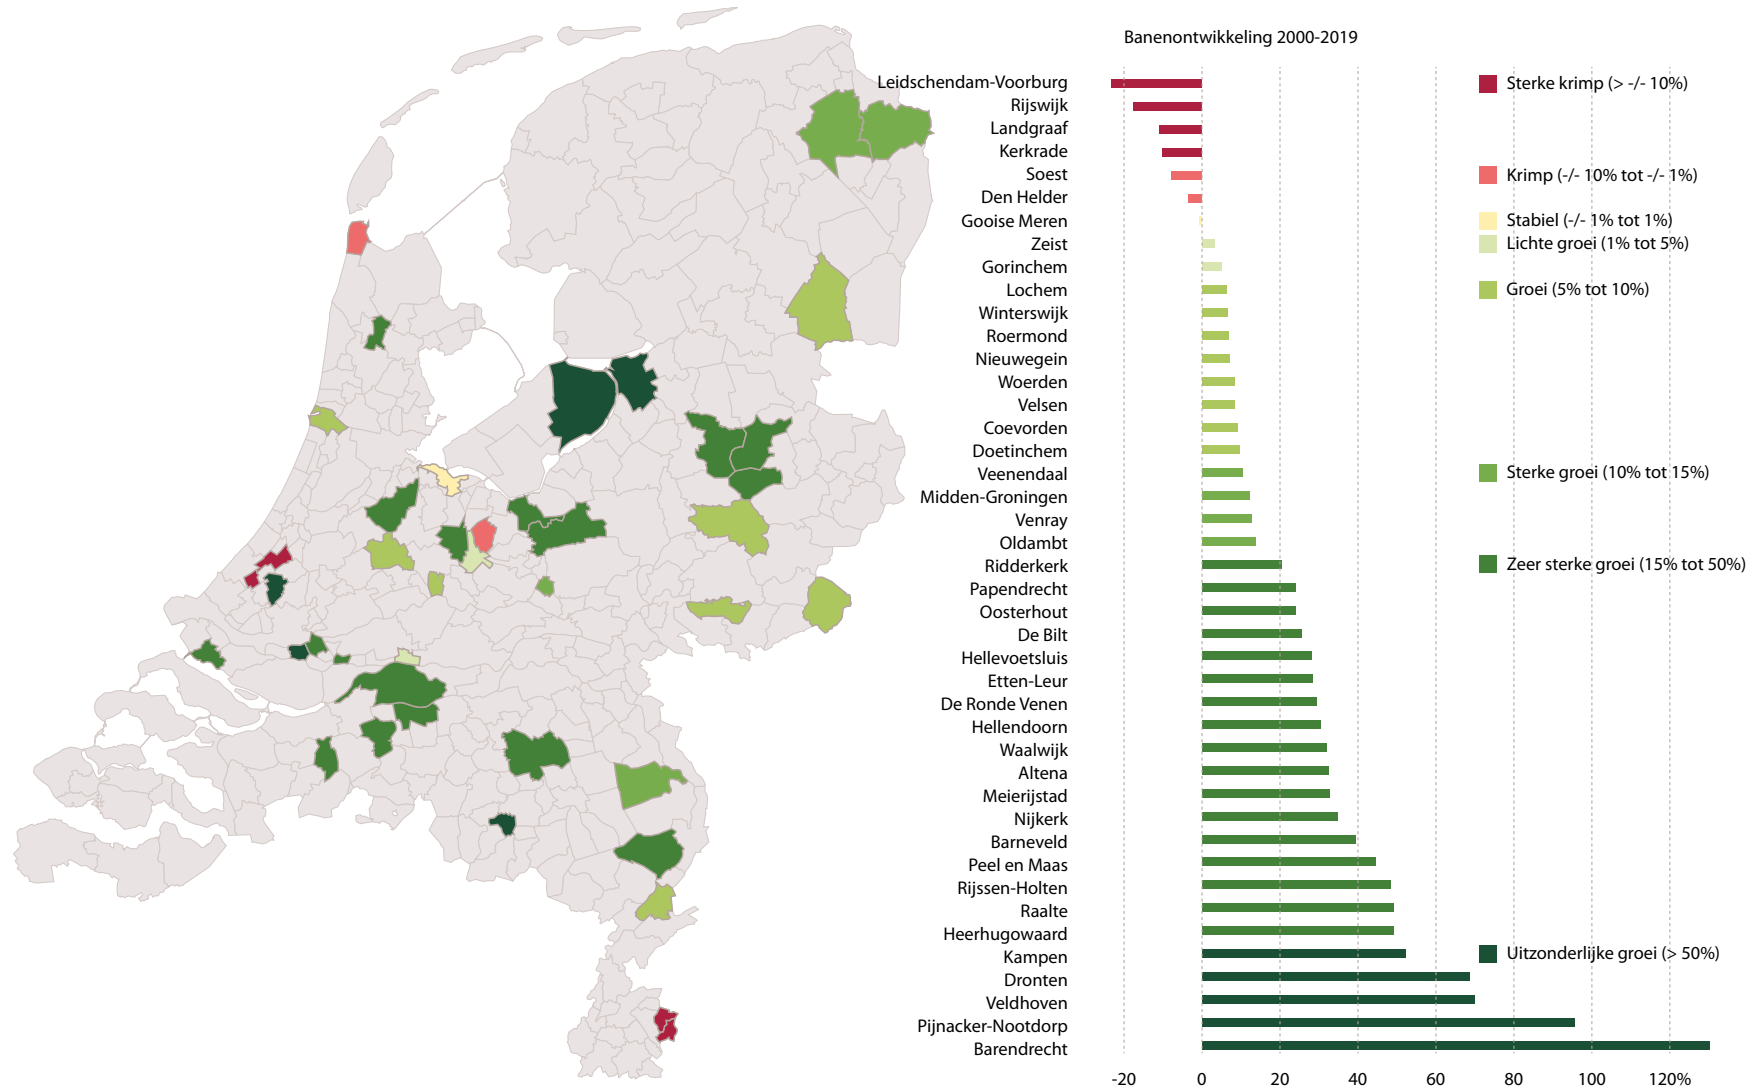 Banenontwikkeling 2000-2019
Leidschendam-Voorburg
Rijswijk
Landgraaf
Kerkrade
Soest
Den Helder
Gooise Meren
Zeist
Gorinchem
Lochem
Winterswijk
Roermond
Nieuwegein
Woerden
Velsen
Coevorden
Doetinchem
Veenendaal
Midden-Groningen
Venray
Oldambt
Ridderkerk
Papendrecht
Oosterhout
De Bilt
Hellevoetsluis
Etten-Leur
De Ronde Venen
Hellendoorn
Waalwijk
Altena
Meierijstad
Nijkerk
Barneveld
Peel en Maas
Rijssen-Holten
Raalte
Heerhugowaard
Kampen
Dronten
Veldhoven
Pijnacker-Nootdorp
Barendrecht
Sterke krimp (> -/- 10%)
Krimp (-/- 10% tot -/- 1%)
Stabiel (-/- 1% tot 1%)
Lichte groei (1% tot 5%)
Groei (5% tot 10%)
Sterke groei (10% tot 15%)
Zeer sterke groei (15% tot 50%)
Uitzonderlijke groei (> 50%)
-20 0 20 40 60 80 100 120%